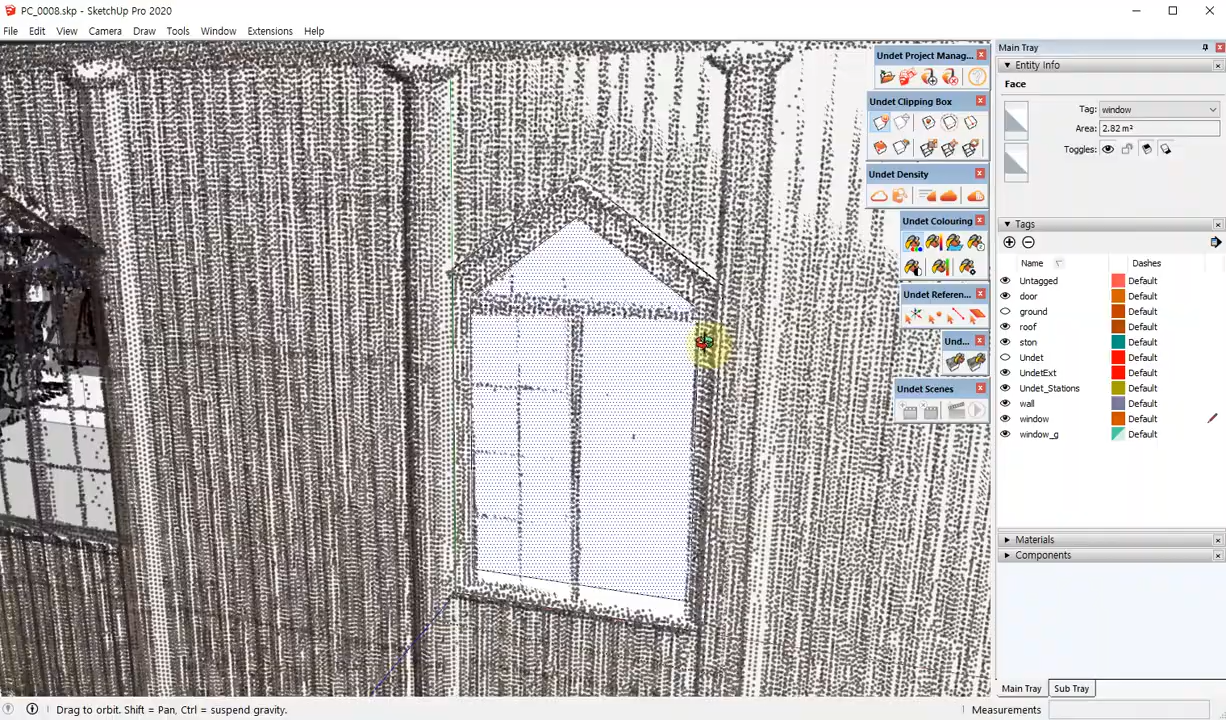 PC_0008.skp - SketchUp Pro 2020
File Edit View Camera Draw Tools Window Extensions Help
Undet Project Manag...
Undet Clipping Box
Undet Density
Undet Colouring
Undet Referen...
Und...
Undet Scenes
Main Tray
Entity Info
Face
Tag: window
Area: 2.82 m²
Toggles:
Tags
Name Dashes
Untagged Default
door Default
ground Default
roof Default
ston Default
Undet Default
UndetExt Default
Undet_Stations Default
wall Default
window Default
window_g Default
Materials
Components
Main Tray Sub Tray
Drag to orbit. Shift = Pan, Ctrl = suspend gravity.
Measurements